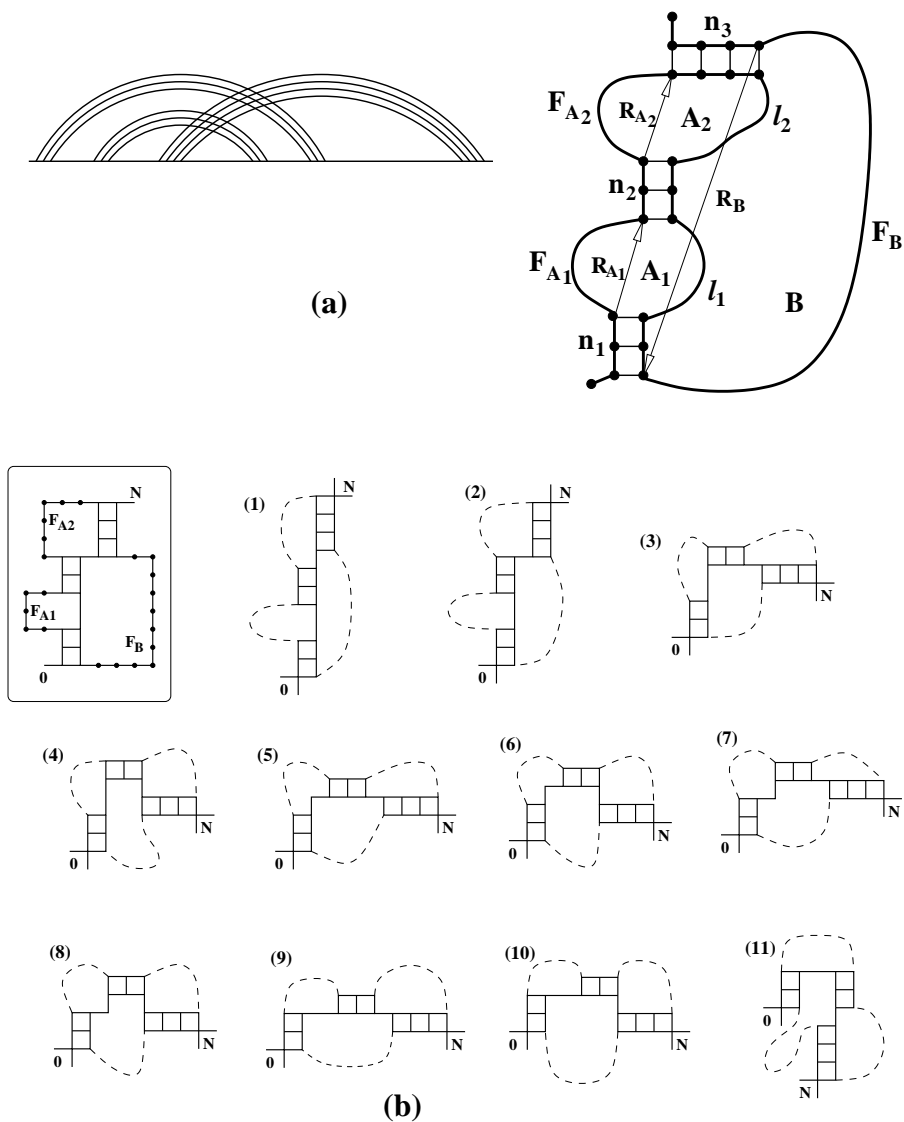 n3
FA2
RA2
A2
l2
n2
RB
FB
FA1
RA1
A1
l1
B
n1
(a)
N
FA2
FA1
FB
0
(1)
N
0
(2)
N
0
(3)
N
0
(4)
N
0
(5)
N
0
(6)
N
0
(7)
N
0
(8)
N
0
(9)
N
0
(10)
N
0
(11)
0
N
(b)